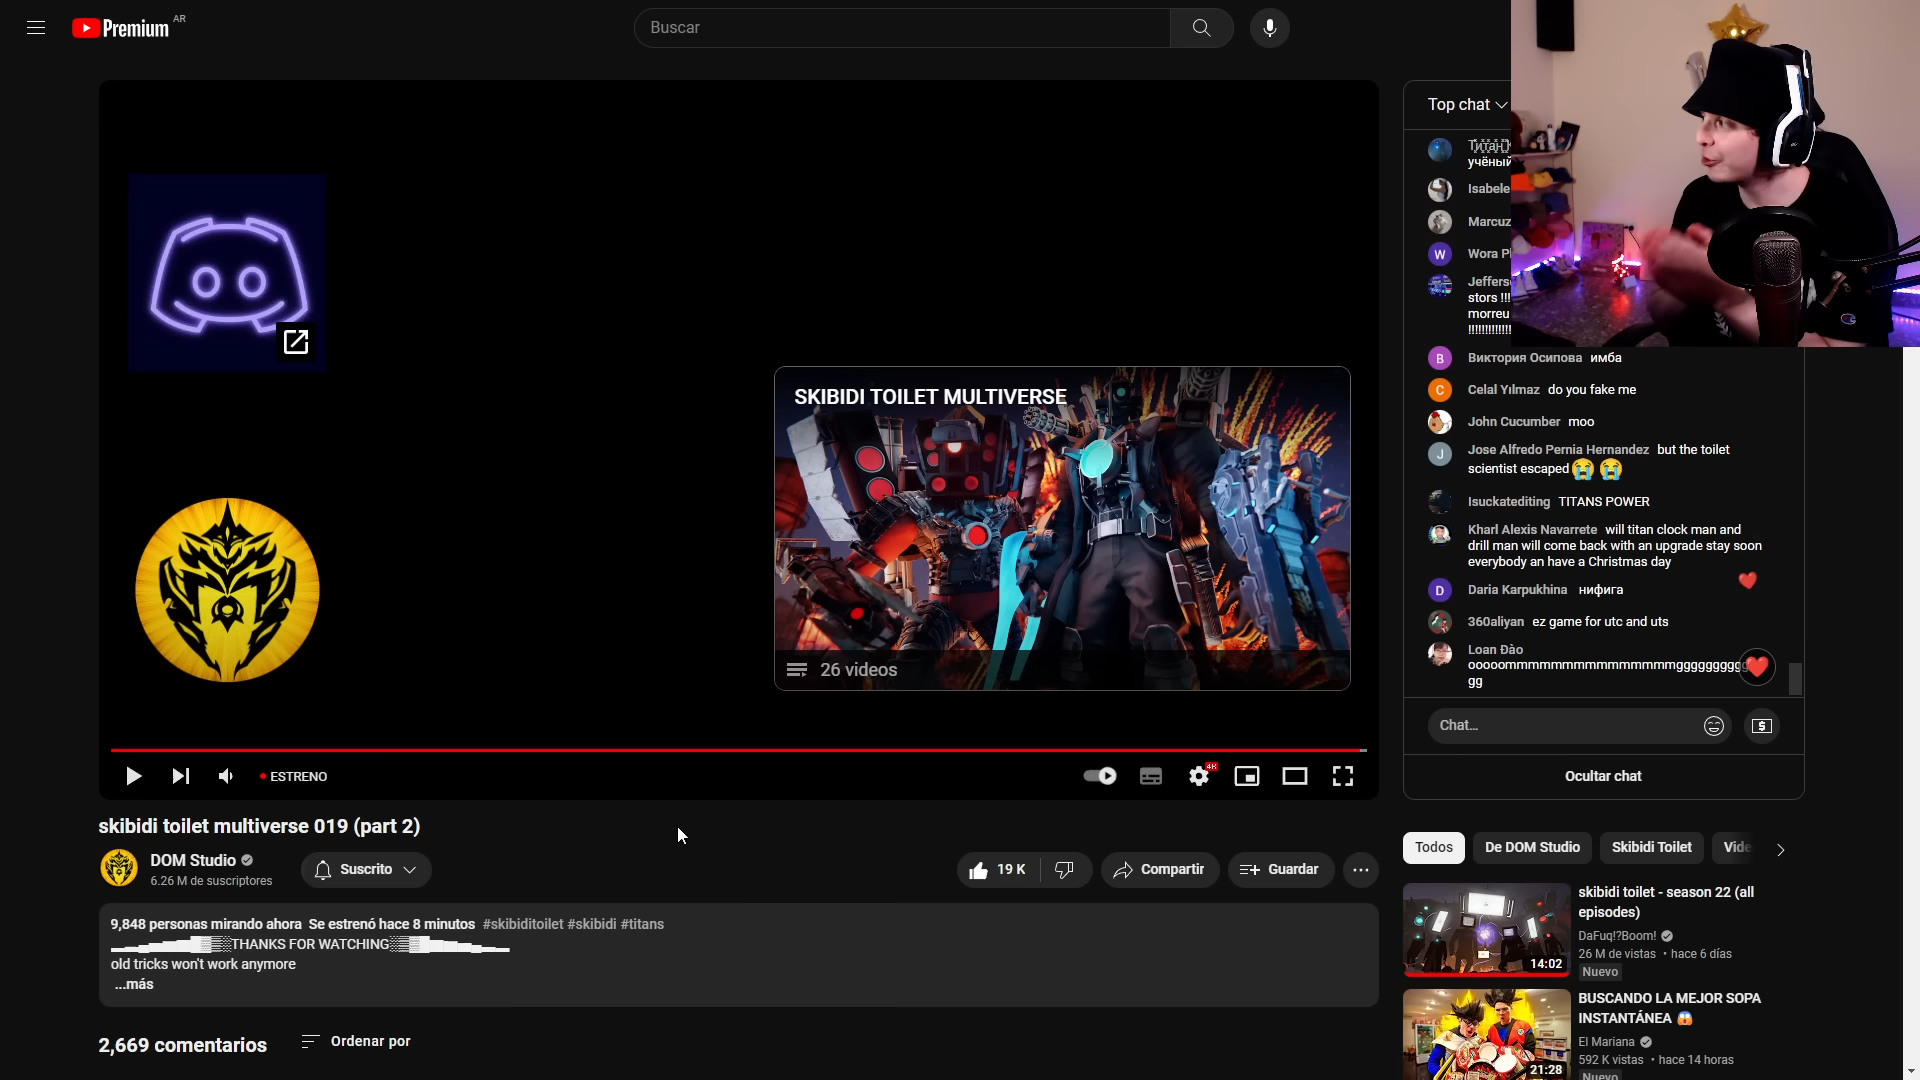 Premium AR
Buscar
SKIBIDI TOILET MULTIVERSE
26 videos
ESTRENO
4K
skibidi toilet multiverse 019 (part 2)
DOM Studio
6.26 M de suscriptores
Suscrito
19 K
Compartir
Guardar
9,848 personas mirando ahora Se estrenó hace 8 minutos #skibiditoilet #skibidi #titans
THANKS FOR WATCHING
old tricks won't work anymore
...más
2,669 comentarios
Ordenar por
Top chat
учёный
Isabele
Marcuz
W Wora P
Jeffers
stors !!!
morreu
!!!!!!!!!!!!!
В Виктория Осипова имба
C Celal Yılmaz do you fake me
John Cucumber moo
J Jose Alfredo Pernia Hernandez but the toilet
scientist escaped😭 😭
Isuckatediting TITANS POWER
Kharl Alexis Navarrete will titan clock man and
drill man will come back with an upgrade stay soon
everybody an have a Christmas day
D Daria Karpukhina нифига
360aliyan ez game for utc and uts
Loan Đào
gg
Chat...
Ocultar chat
Todos
De DOM Studio
Skibidi Toilet
skibidi toilet - season 22 (all
episodes)
DaFuq!?Boom!
26 M de vistas • hace 6 días
Nuevo
14:02
BUSCANDO LA MEJOR SOPA
INSTANTÁNEA 😱
El Mariana
592 K vistas • hace 14 horas
Nuevo
21:28